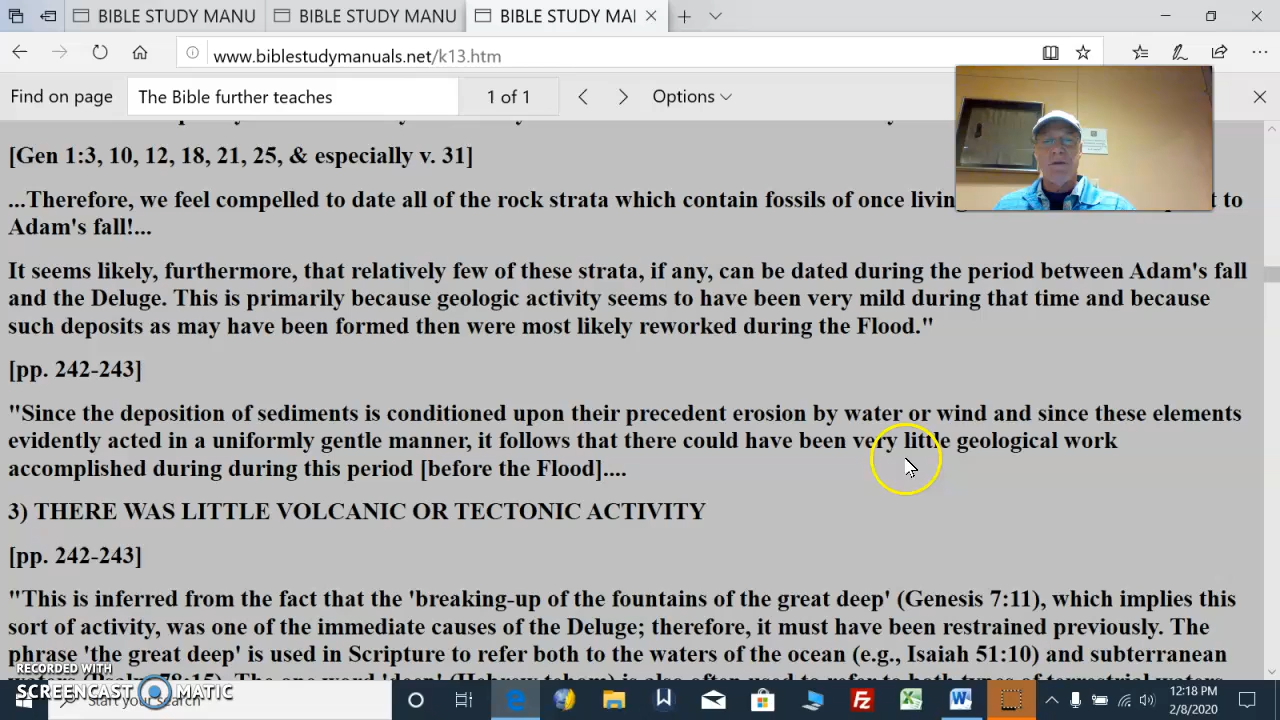 BIBLE STUDY MANU
BIBLE STUDY MANU
BIBLE STUDY MAI
www.biblestudymanuals.net/k13.htm
Find on page
The Bible further teaches
1 of 1
Options
[Gen 1:3, 10, 12, 18, 21, 25, & especially v. 31]
...Therefore, we feel compelled to date all of the rock strata which contain fossils of once living
t to
Adam's fall!...
It seems likely, furthermore, that relatively few of these strata, if any, can be dated during the period between Adam's fall
and the Deluge. This is primarily because geologic activity seems to have been very mild during that time and because
such deposits as may have been formed then were most likely reworked during the Flood."
[pp. 242-243]
"Since the deposition of sediments is conditioned upon their precedent erosion by water or wind and since these elements
evidently acted in a uniformly gentle manner, it follows that there could have been very little geological work
accomplished during during this period [before the Flood]....
3) THERE WAS LITTLE VOLCANIC OR TECTONIC ACTIVITY
[pp. 242-243]
"This is inferred from the fact that the 'breaking-up of the fountains of the great deep' (Genesis 7:11), which implies this
sort of activity, was one of the immediate causes of the Deluge; therefore, it must have been restrained previously. The
phrase 'the great deep' is used in Scripture to refer both to the waters of the ocean (e.g., Isaiah 51:10) and subterranean
RECORDED WITH
SCREENCAST MATIC
Start your search
12:18 PM
2/8/2020